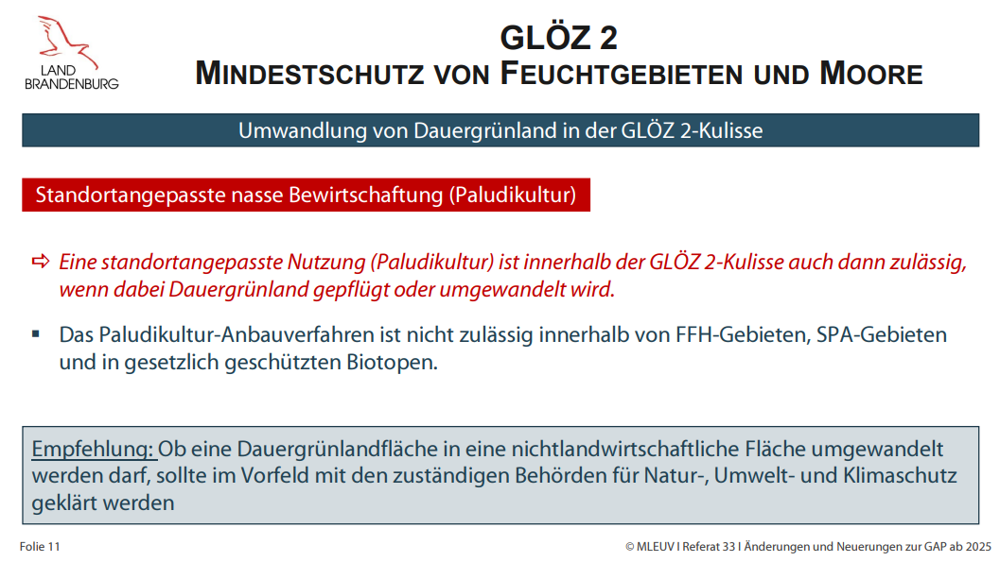 LAND
BRANDENBURG
GLÖZ 2
MINDESTSCHUTZ VON FEUCHTGEBIETEN UND MOORE
Umwandlung von Dauergrünland in der GLÖZ 2-Kulisse
Standortangepasste nasse Bewirtschaftung (Paludikultur)
⇨ Eine standortangepasste Nutzung (Paludikultur) ist innerhalb der GLÖZ 2-Kulisse auch dann zulässig,
wenn dabei Dauergrünland gepflügt oder umgewandelt wird.
▪ Das Paludikultur-Anbauverfahren ist nicht zulässig innerhalb von FFH-Gebieten, SPA-Gebieten
und in gesetzlich geschützten Biotopen.
Empfehlung: Ob eine Dauergrünlandfläche in eine nichtlandwirtschaftliche Fläche umgewandelt
werden darf, sollte im Vorfeld mit den zuständigen Behörden für Natur-, Umwelt- und Klimaschutz
geklärt werden
Folie 11
© MLEUV I Referat 33 I Änderungen und Neuerungen zur GAP ab 2025